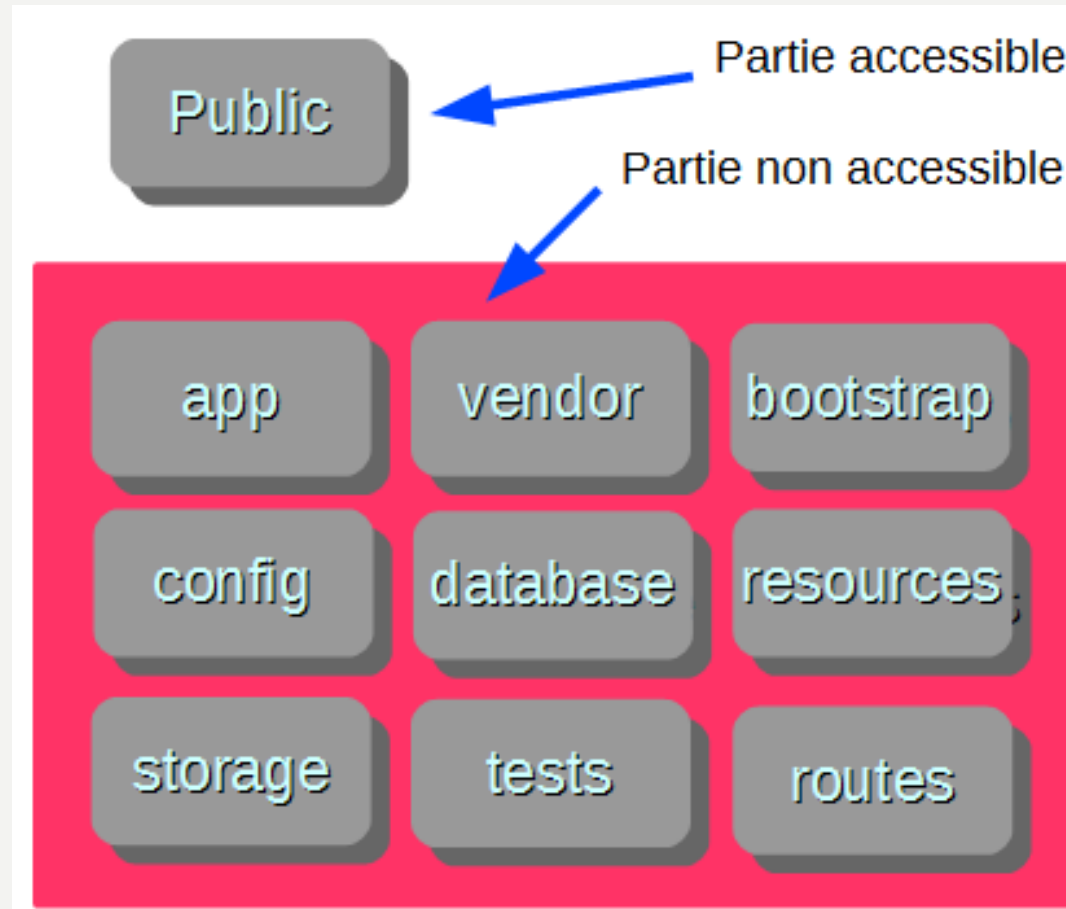 Partie accessible
Public
Partie non accessible
app vendor bootstrap
config database resources
storage tests routes